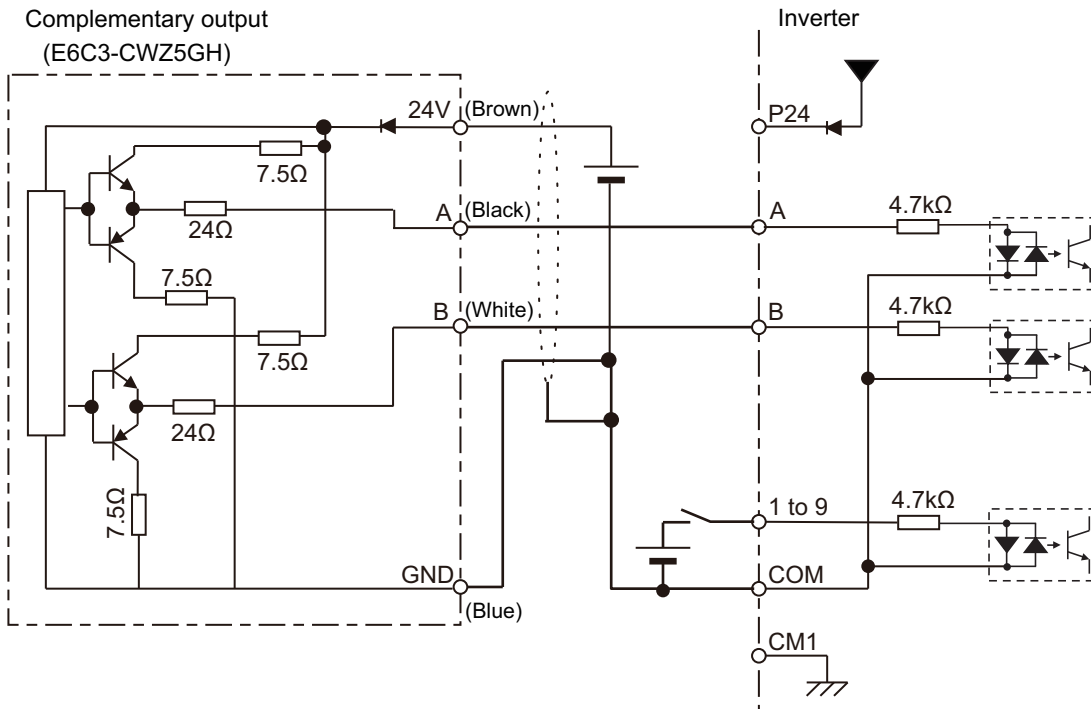 Complementary output
(E6C3-CWZ5GH)
Inverter
24V
(Brown)
P24
7.5Ω
24Ω
A
(Black)
A
4.7kΩ
7.5Ω
7.5Ω
B
(White)
B
4.7kΩ
24Ω
7.5Ω
1 to 9
4.7kΩ
GND
(Blue)
COM
CM1